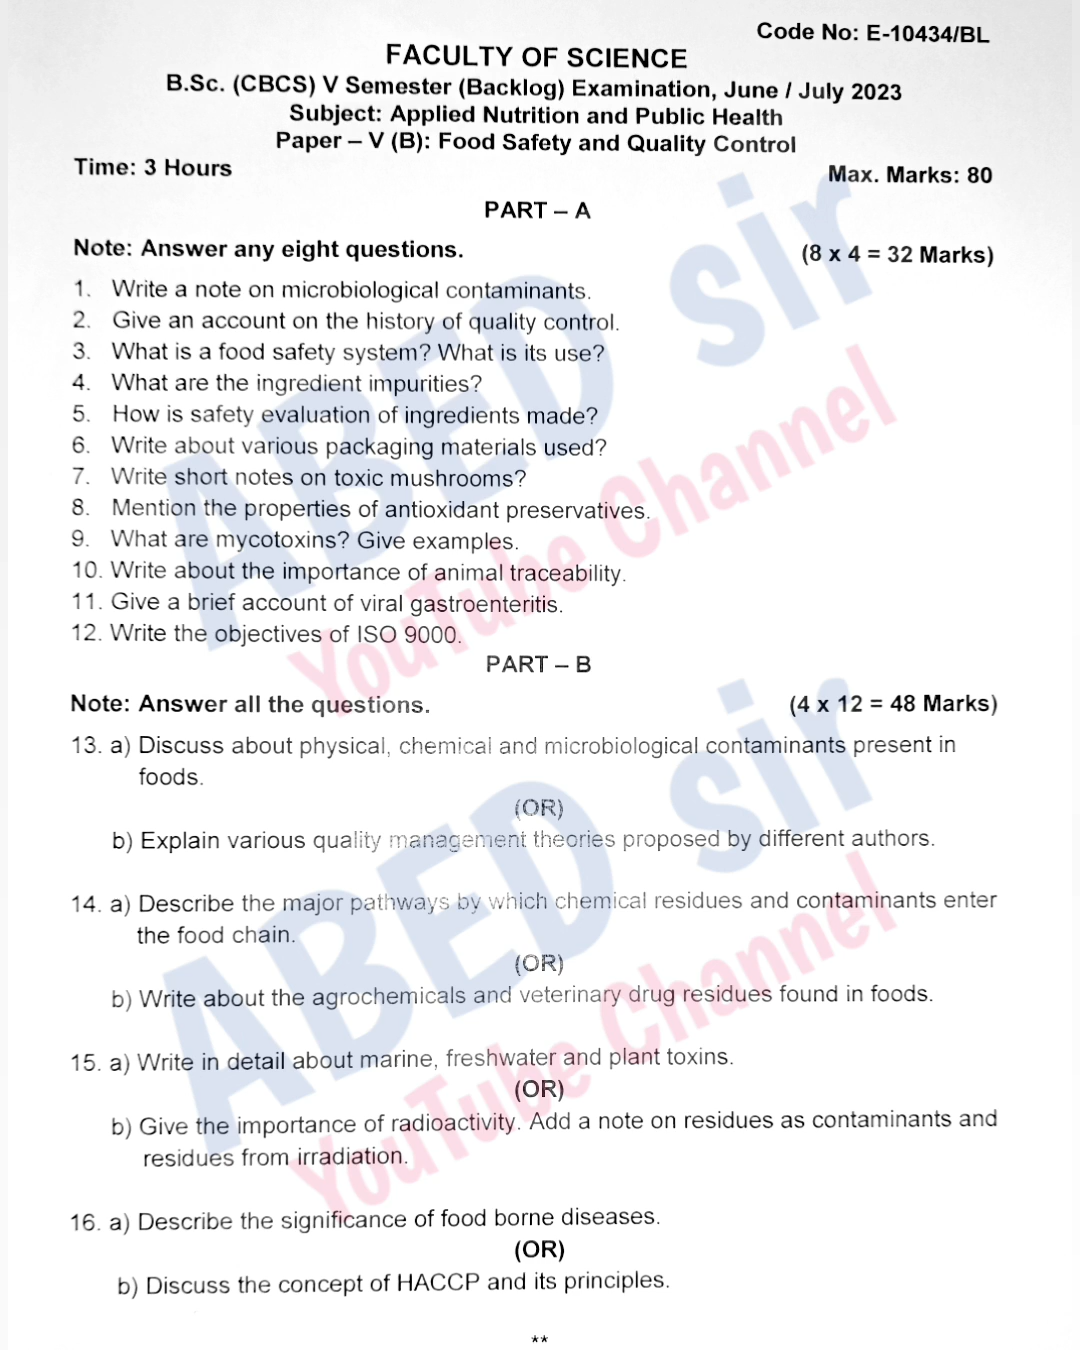 Code No: E-10434/BL
FACULTY OF SCIENCE
B.Sc. (CBCS) V Semester (Backlog) Examination, June / July 2023
Subject: Applied Nutrition and Public Health
Paper – V (B): Food Safety and Quality Control
Time: 3 Hours
Max. Marks: 80
PART – A
Note: Answer any eight questions.
(8 x 4 = 32 Marks)
1. Write a note on microbiological contaminants.
2. Give an account on the history of quality control.
3. What is a food safety system? What is its use?
4. What are the ingredient impurities?
5. How is safety evaluation of ingredients made?
6. Write about various packaging materials used?
7. Write short notes on toxic mushrooms?
8. Mention the properties of antioxidant preservatives.
9. What are mycotoxins? Give examples.
10. Write about the importance of animal traceability.
11. Give a brief account of viral gastroenteritis.
12. Write the objectives of ISO 9000.
ABED sir
YouTube Channel
PART – B
Note: Answer all the questions.
(4 x 12 = 48 Marks)
13. a) Discuss about physical, chemical and microbiological contaminants present in
foods.
(OR)
b) Explain various quality management theories proposed by different authors.
14. a) Describe the major pathways by which chemical residues and contaminants enter
the food chain.
(OR)
b) Write about the agrochemicals and veterinary drug residues found in foods.
15. a) Write in detail about marine, freshwater and plant toxins.
(OR)
b) Give the importance of radioactivity. Add a note on residues as contaminants and
residues from irradiation.
16. a) Describe the significance of food borne diseases.
(OR)
b) Discuss the concept of HACCP and its principles.
ABED sir
YouTube Channel
**